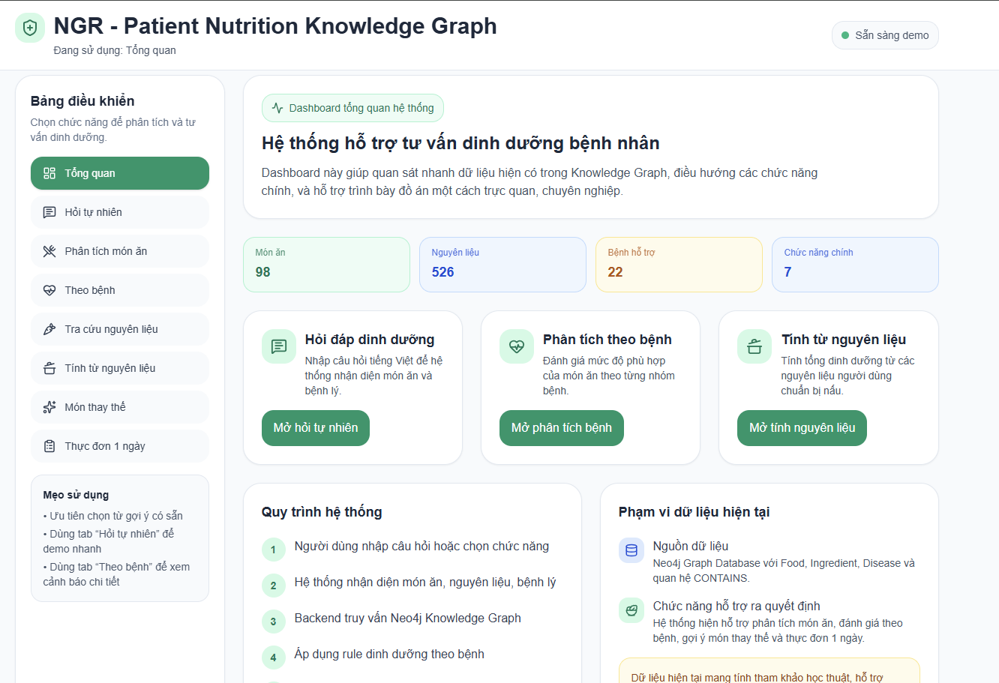 NGR - Patient Nutrition Knowledge Graph
Đang sử dụng: Tổng quan
Sẵn sàng demo
Bảng điều khiển
Chọn chức năng để phân tích và tư
vấn dinh dưỡng.
Tổng quan
Hỏi tự nhiên
Phân tích món ăn
Theo bệnh
Tra cứu nguyên liệu
Tính từ nguyên liệu
Món thay thế
Thực đơn 1 ngày
Mẹo sử dụng
• Ưu tiên chọn từ gợi ý có sẵn
• Dùng tab “Hỏi tự nhiên” để
demo nhanh
• Dùng tab “Theo bệnh” để xem
cảnh báo chi tiết
Dashboard tổng quan hệ thống
Hệ thống hỗ trợ tư vấn dinh dưỡng bệnh nhân
Dashboard này giúp quan sát nhanh dữ liệu hiện có trong Knowledge Graph, điều hướng các chức năng
chính, và hỗ trợ trình bày đồ án một cách trực quan, chuyên nghiệp.
Món ăn
98
Nguyên liệu
526
Bệnh hỗ trợ
22
Chức năng chính
7
Hỏi đáp dinh dưỡng
Nhập câu hỏi tiếng Việt để hệ
thống nhận diện món ăn và
bệnh lý.
Mở hỏi tự nhiên
Phân tích theo bệnh
Đánh giá mức độ phù hợp
của món ăn theo từng nhóm
bệnh.
Mở phân tích bệnh
Tính từ nguyên liệu
Tính tổng dinh dưỡng từ các
nguyên liệu người dùng
chuẩn bị nấu.
Mở tính nguyên liệu
Quy trình hệ thống
1 Người dùng nhập câu hỏi hoặc chọn chức năng
2 Hệ thống nhận diện món ăn, nguyên liệu, bệnh lý
3 Backend truy vấn Neo4j Knowledge Graph
4 Áp dụng rule dinh dưỡng theo bệnh
Phạm vi dữ liệu hiện tại
Nguồn dữ liệu
Neo4j Graph Database với Food, Ingredient, Disease và
quan hệ CONTAINS.
Chức năng hỗ trợ ra quyết định
Hệ thống hiện hỗ trợ phân tích món ăn, đánh giá theo
bệnh, gợi ý món thay thế và thực đơn 1 ngày.
Dữ liệu hiện tại mang tính tham khảo học thuật, hỗ trợ